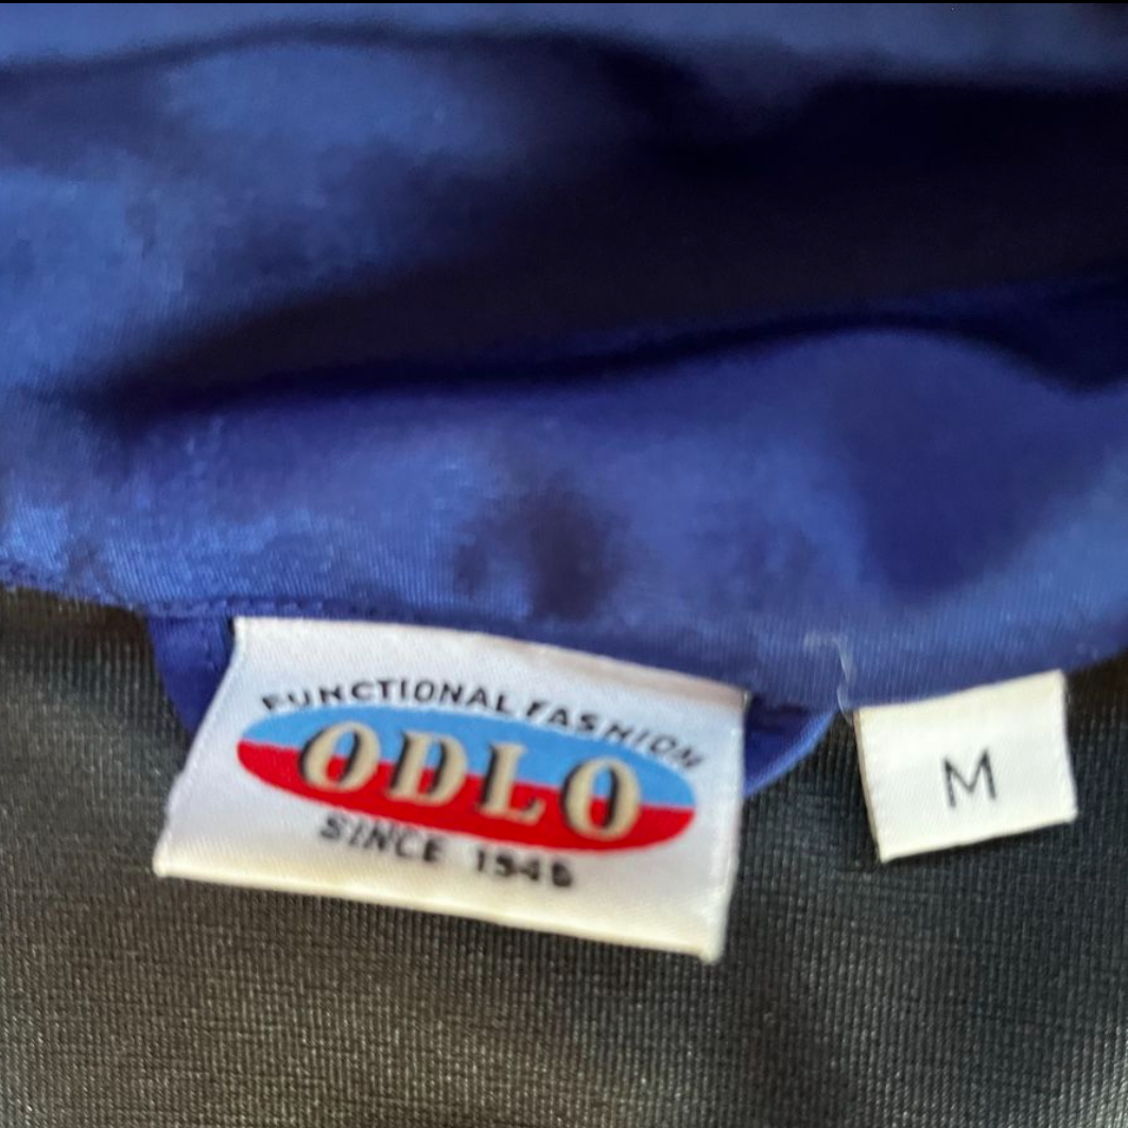 FUNCTIONAL FASHION
ODLO
SINCE 1946
M